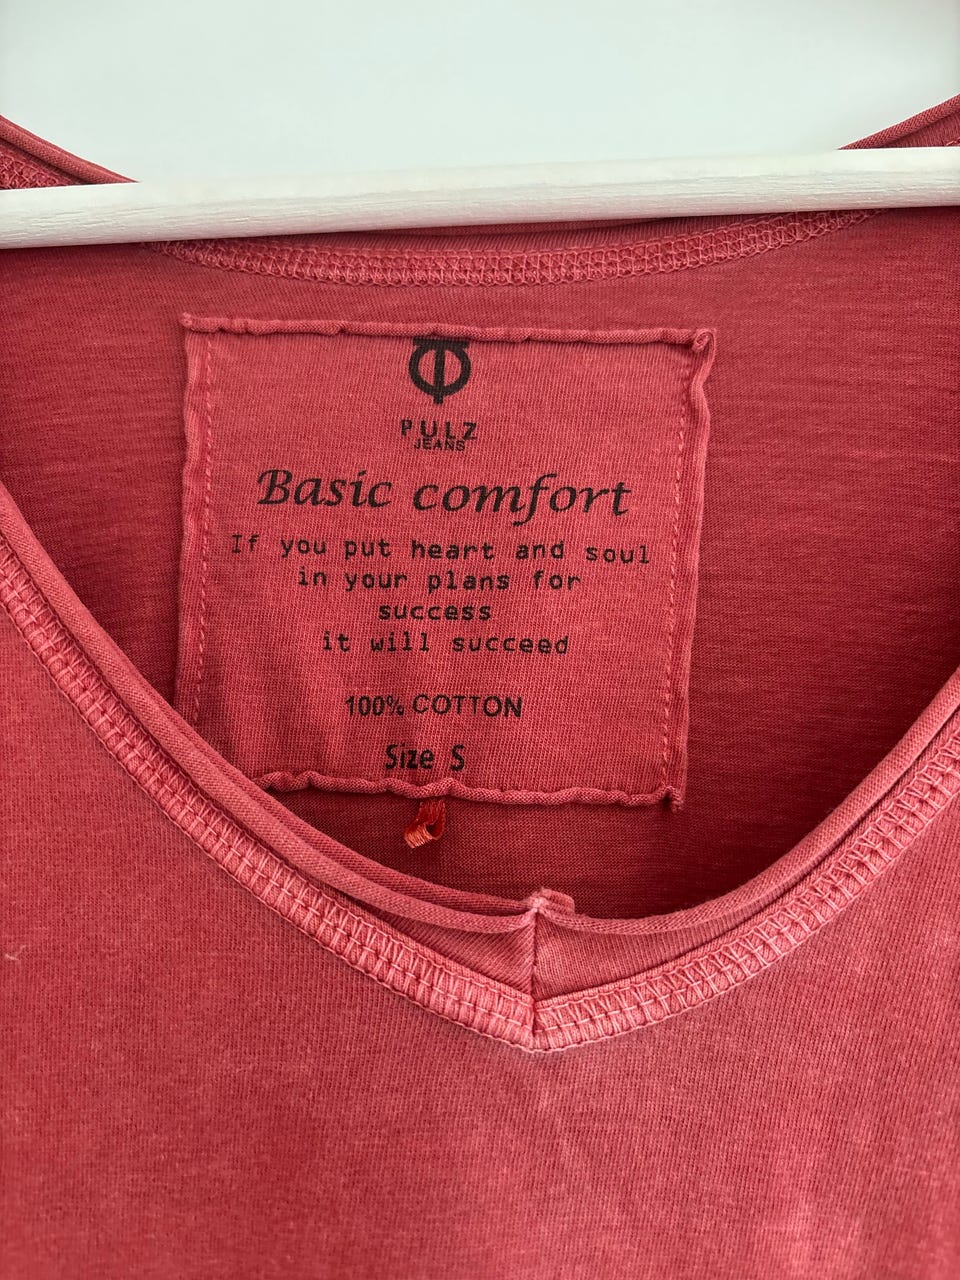 PULZ
JEANS
Basic comfort
If you put heart and soul
in your plans for
success
it will succeed
100% COTTON
Size S